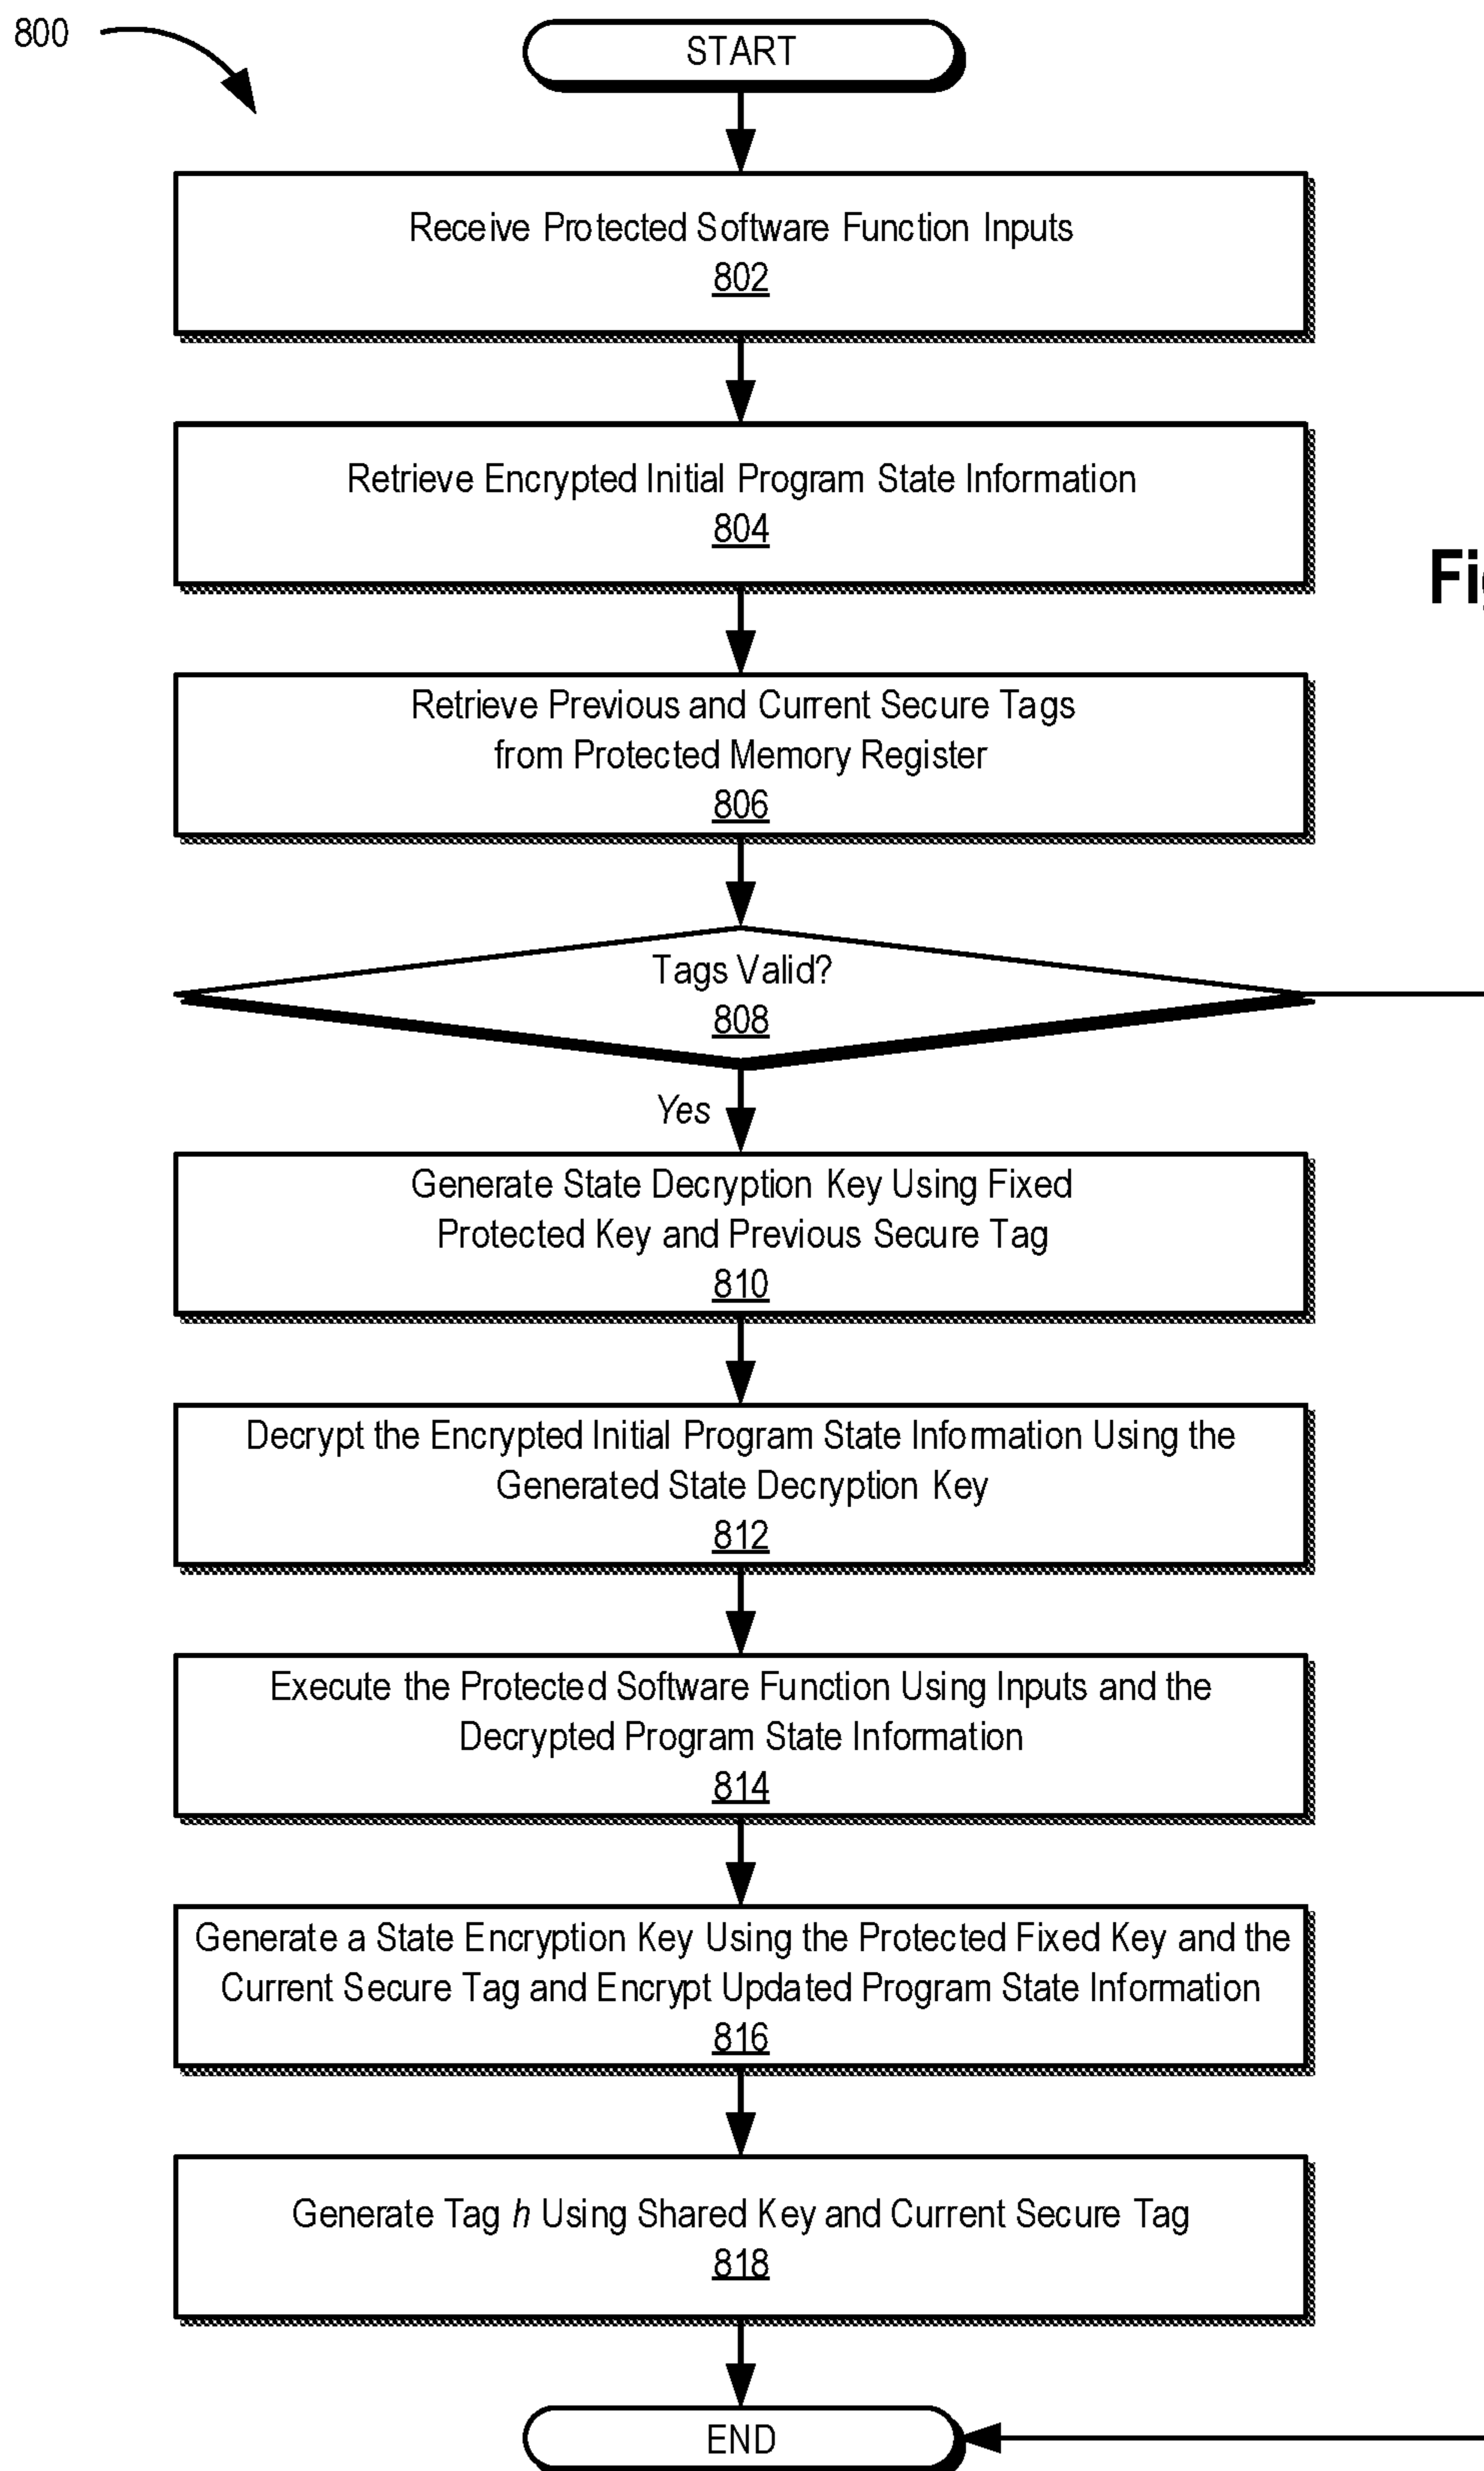 800
START
Receive Protected Software Function Inputs
802
Retrieve Encrypted Initial Program State Information
804
Retrieve Previous and Current Secure Tags
from Protected Memory Register
806
Tags Valid?
808
Yes
Generate State Decryption Key Using Fixed
Protected Key and Previous Secure Tag
810
Decrypt the Encrypted Initial Program State Information Using the
Generated State Decryption Key
812
Execute the Protected Software Function Using Inputs and the
Decrypted Program State Information
814
Generate a State Encryption Key Using the Protected Fixed Key and the
Current Secure Tag and Encrypt Updated Program State Information
816
Generate Tag h Using Shared Key and Current Secure Tag
818
END